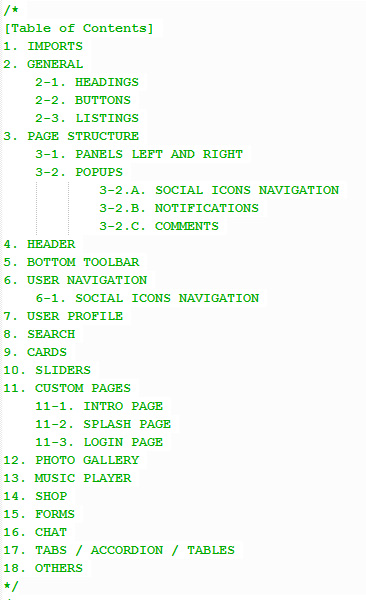 /*
[Table of Contents]
1. IMPORTS
2. GENERAL
2-1. HEADINGS
2-2. BUTTONS
2-3. LISTINGS
3. PAGE STRUCTURE
3-1. PANELS LEFT AND RIGHT
3-2. POPUPS
3-2.A. SOCIAL ICONS NAVIGATION
3-2.B. NOTIFICATIONS
3-2.C. COMMENTS
4. HEADER
5. BOTTOM TOOLBAR
6. USER NAVIGATION
6-1. SOCIAL ICONS NAVIGATION
7. USER PROFILE
8. SEARCH
9. CARDS
10. SLIDERS
11. CUSTOM PAGES
11-1. INTRO PAGE
11-2. SPLASH PAGE
11-3. LOGIN PAGE
12. PHOTO GALLERY
13. MUSIC PLAYER
14. SHOP
15. FORMS
16. CHAT
17. TABS / ACCORDION / TABLES
18. OTHERS
*/